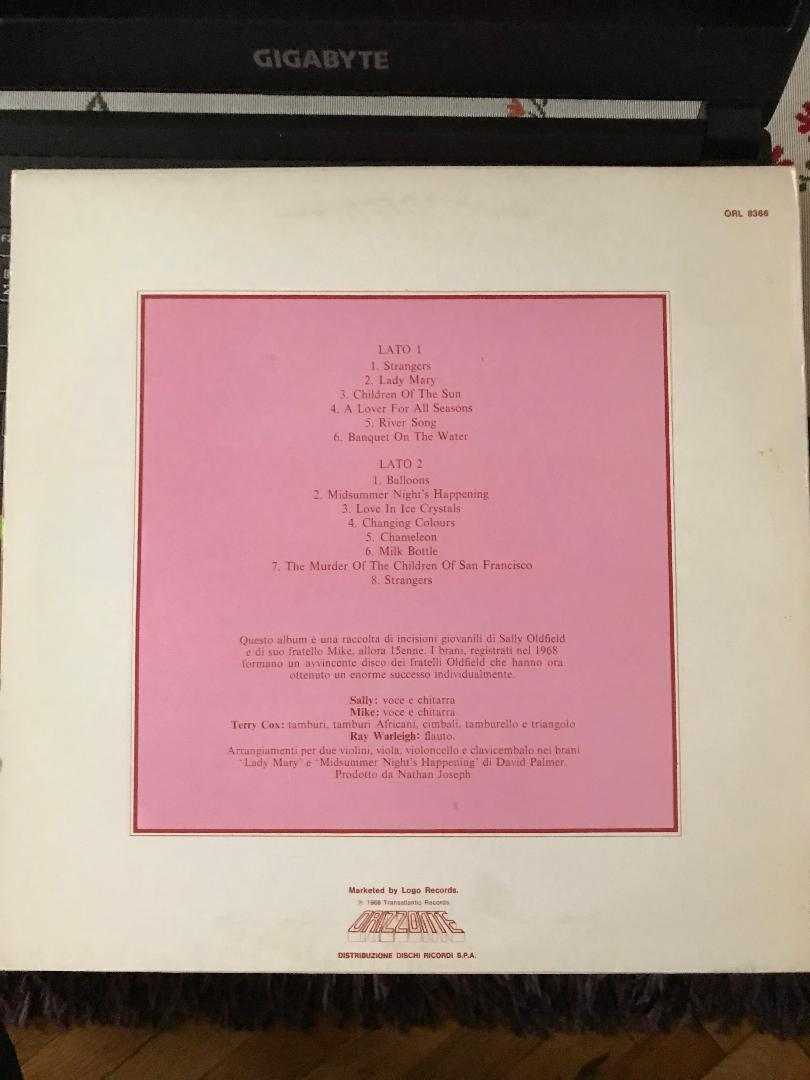 GIGABYTE
ORL 8366
LATO 1
1. Strangers
2. Lady Mary
3. Children Of The Sun
4. A Lover For All Seasons
5. River Song
6. Banquet On The Water
LATO 2
1. Balloons
2. Midsummer Night's Happening
3. Love In Ice Crystals
4. Changing Colours
5. Chameleon
6. Milk Bottle
7. The Murder Of The Children Of San Francisco
8. Strangers
Questo album è una raccolta di incisioni giovanili di Sally Oldfield
e di suo fratello Mike, allora 15enne. I brani, registrati nel 1968
formano un avvincente disco dei fratelli Oldfield che hanno ora
ottenuto un enorme successo individualmente.
Sally: voce e chitarra
Mike: voce e chitarra
Terry Cox: tamburi, tamburi Africani, cimbali, tamburello e triangolo
Ray Warleigh: flauto.
Arrangiamenti per due violini, viola, violoncello e clavicembalo nei brani
'Lady Mary' e 'Midsummer Night's Happening' di David Palmer.
Prodotto da Nathan Joseph
Marketed by Logo Records.
℗ 1968 Transatlantic Records.
ORIZZONTE
DISTRIBUZIONE DISCHI RICORDI S.P.A.